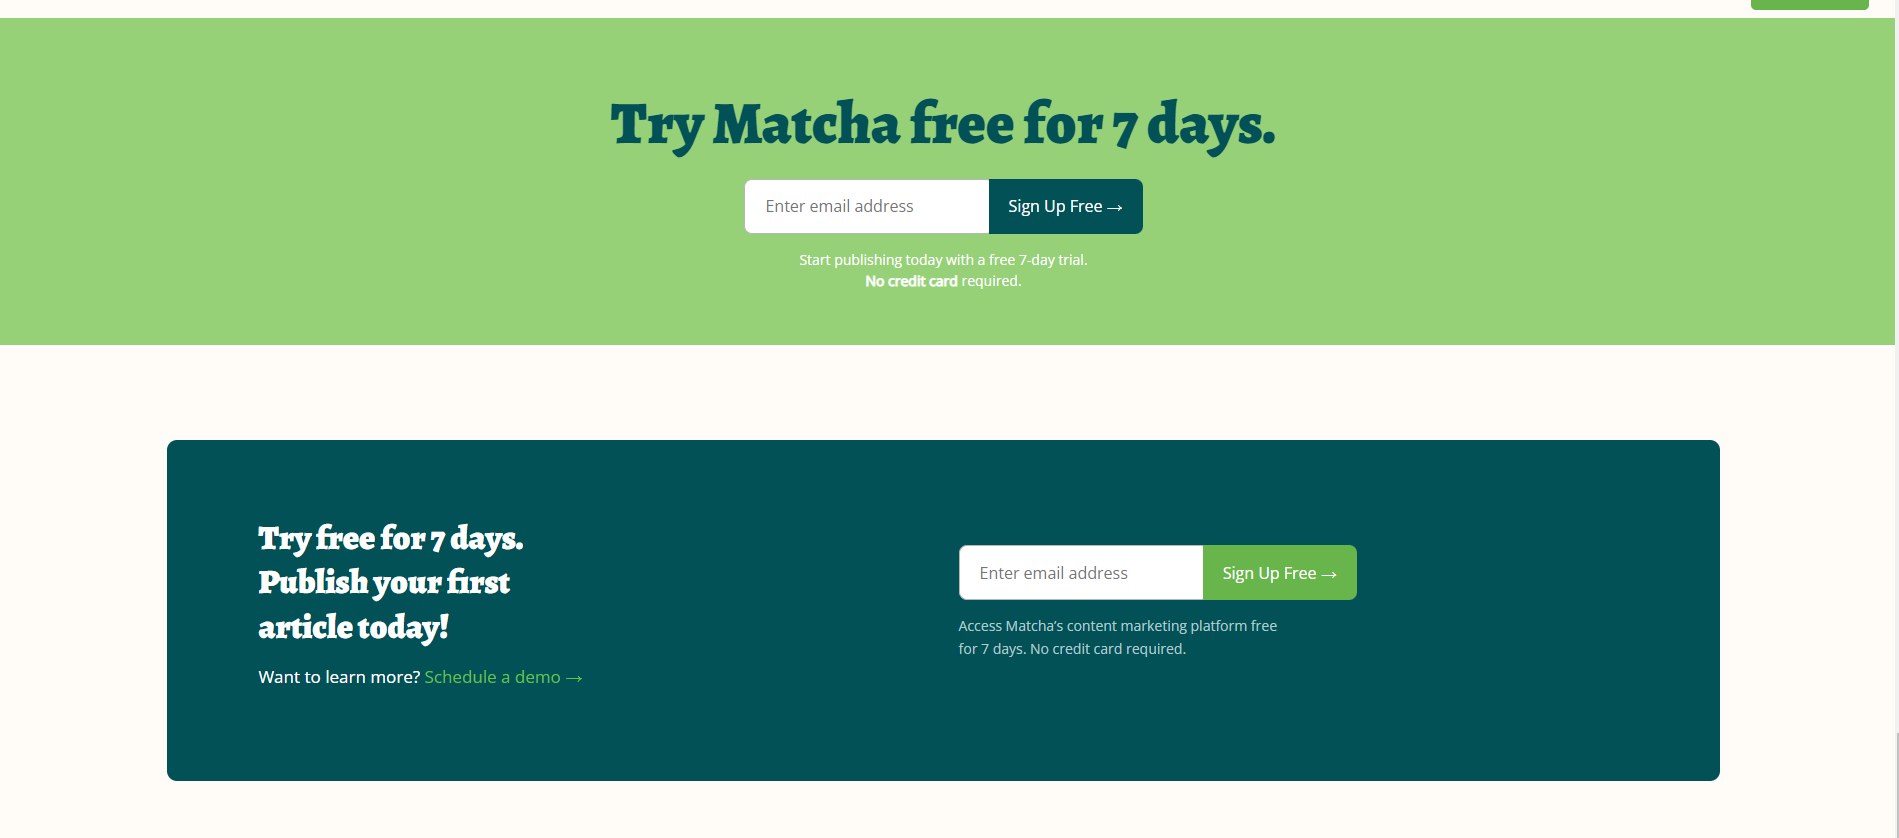 Try Matcha free for 7 days.
Enter email address
Sign Up Free →
Start publishing today with a free 7-day trial.
No credit card required.
Try free for 7 days.
Publish your first
article today!
Want to learn more? Schedule a demo →
Enter email address
Sign Up Free →
Access Matcha’s content marketing platform free
for 7 days. No credit card required.